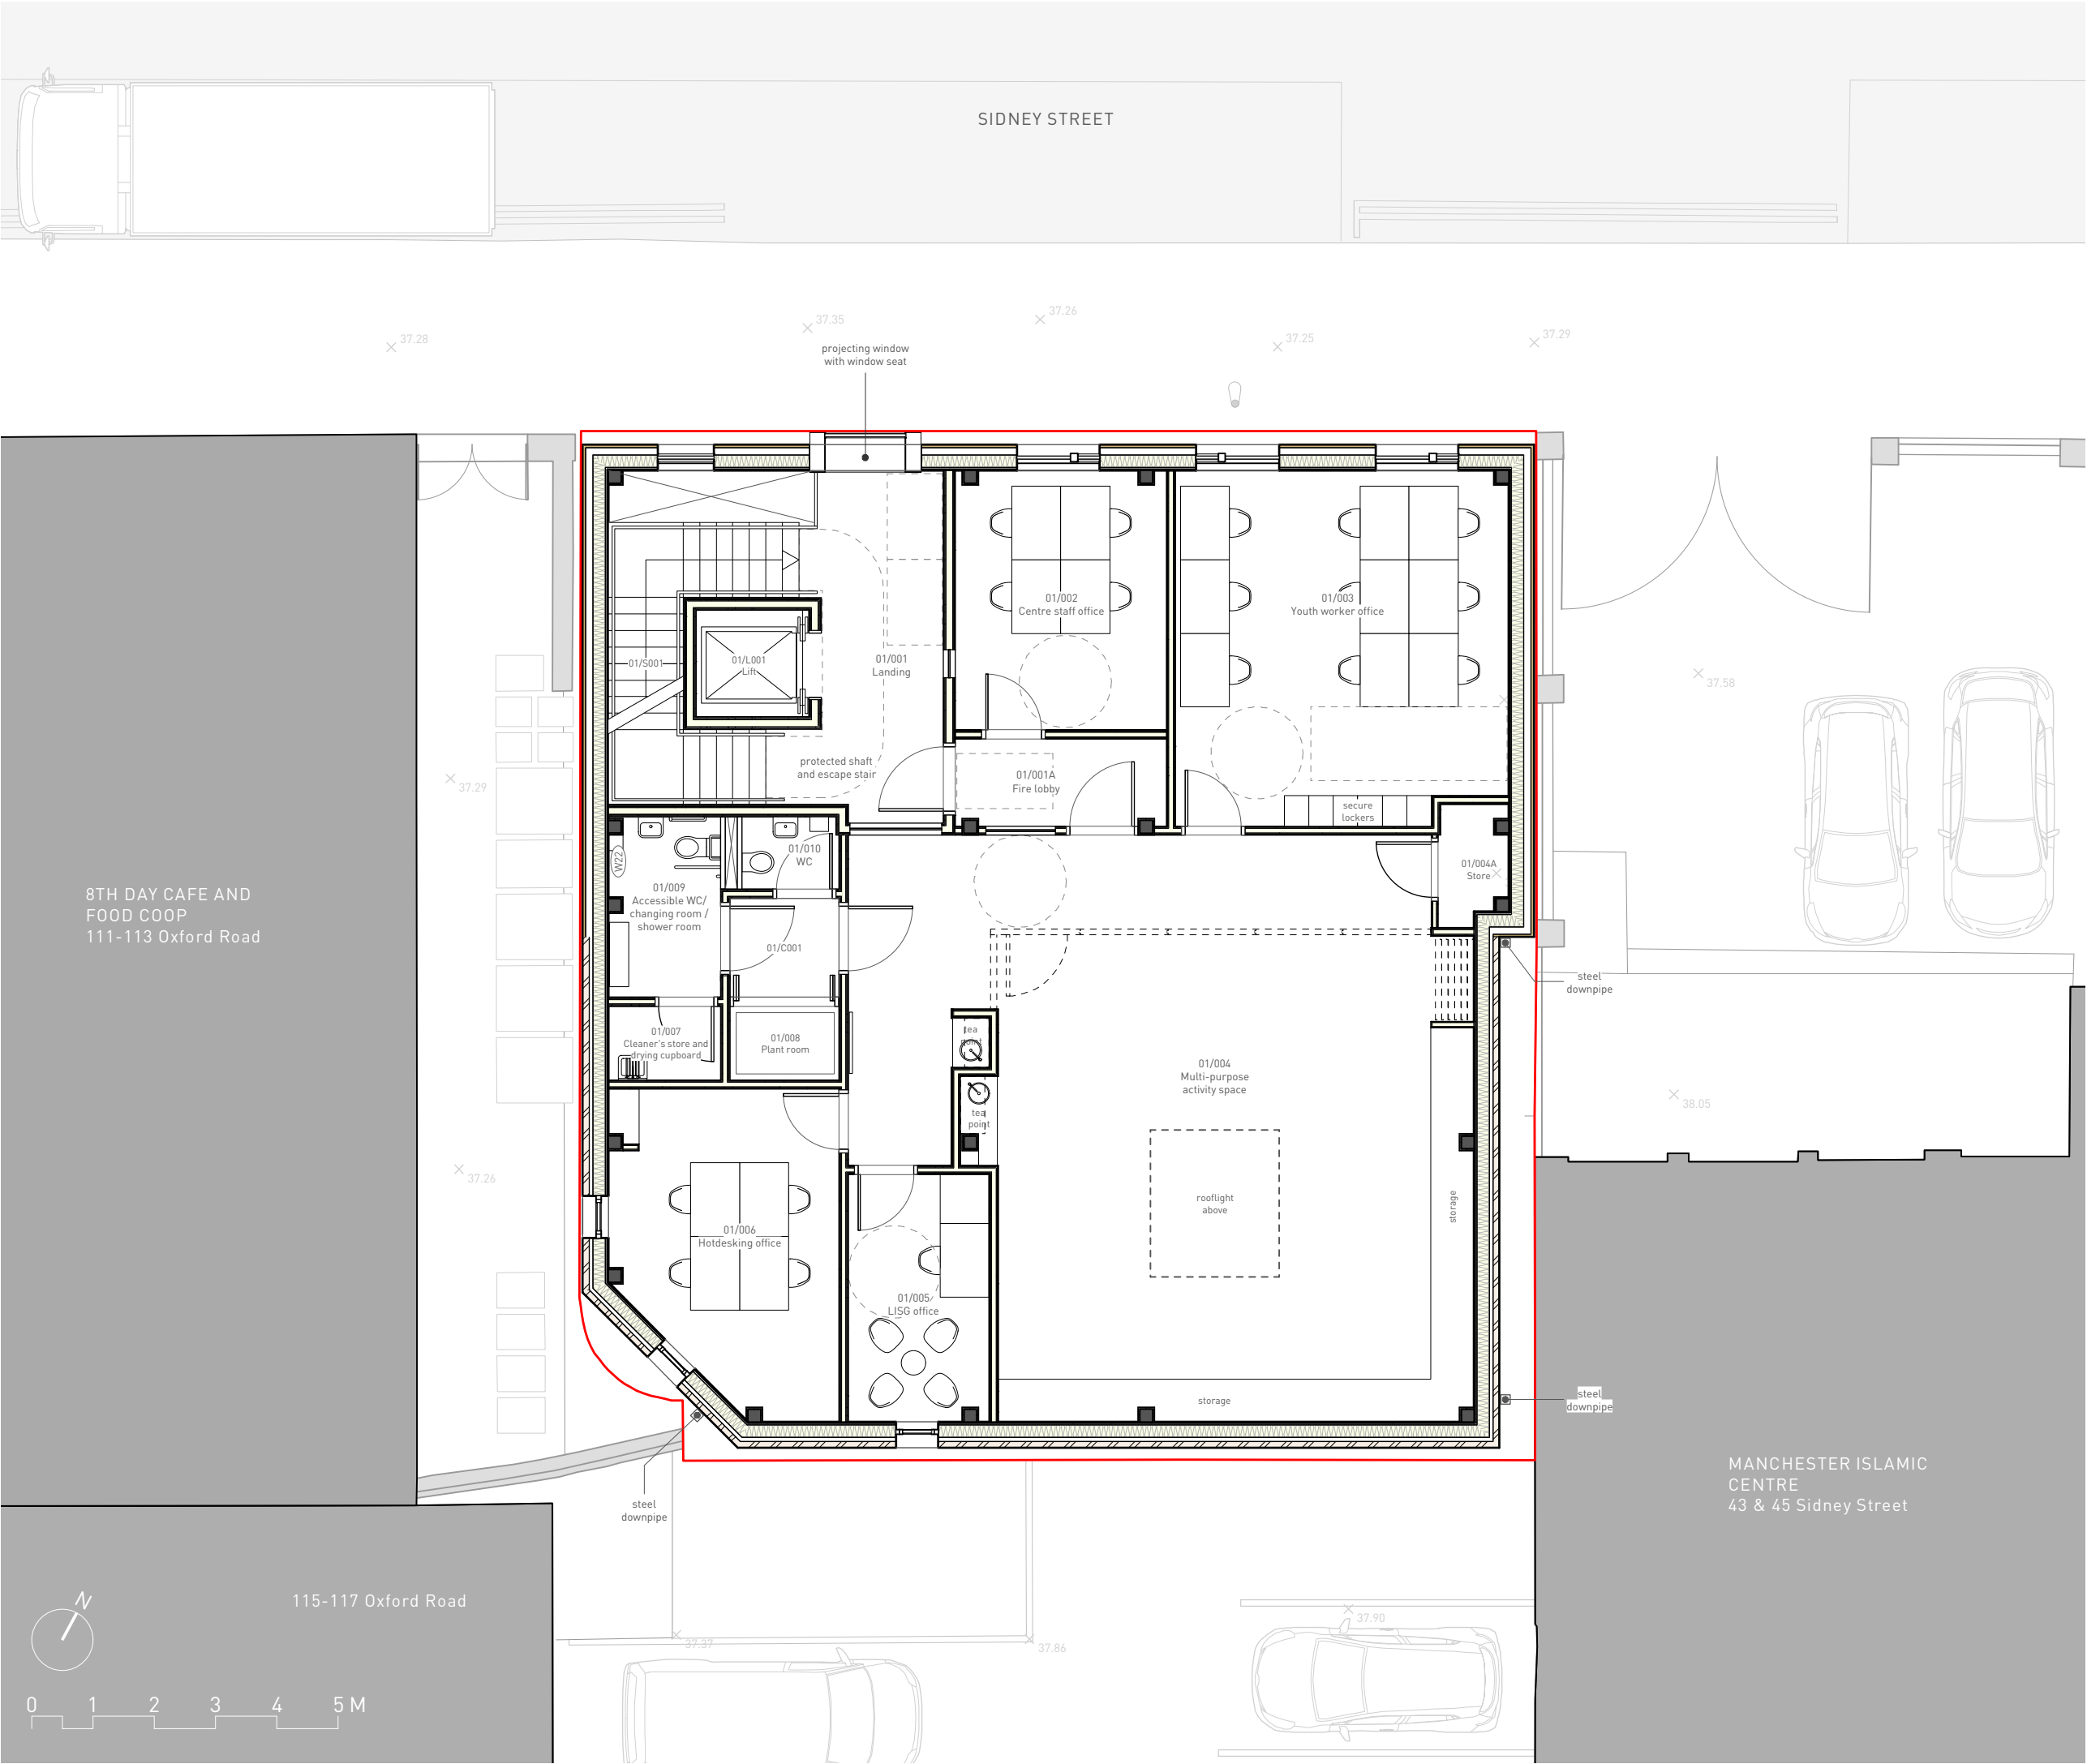 SIDNEY STREET
37.28
37.35
37.26
37.25
37.29
projecting window
with window seat
01/002
Centre staff office
01/003
Youth worker office
01/S001
01/L001
Lift
01/001
Landing
37.58
protected shaft
and escape stair
01/001A
Fire lobby
37.29
secure
lockers
W22
01/010
WC
01/004A
Store
8TH DAY CAFE AND
FOOD COOP
111-113 Oxford Road
01/009
Accessible WC/
changing room /
shower room
01/C001
steel
downpipe
01/007
Cleaner's store and
drying cupboard
01/008
Plant room
tea
point
01/004
Multi-purpose
activity space
38.05
tea
point
37.26
rooflight
above
storage
01/006
Hotdesking office
01/005
LISG office
storage
steel
downpipe
steel
downpipe
MANCHESTER ISLAMIC
CENTRE
43 & 45 Sidney Street
115-117 Oxford Road
N
37.37
37.86
37.90
0 1 2 3 4 5 M